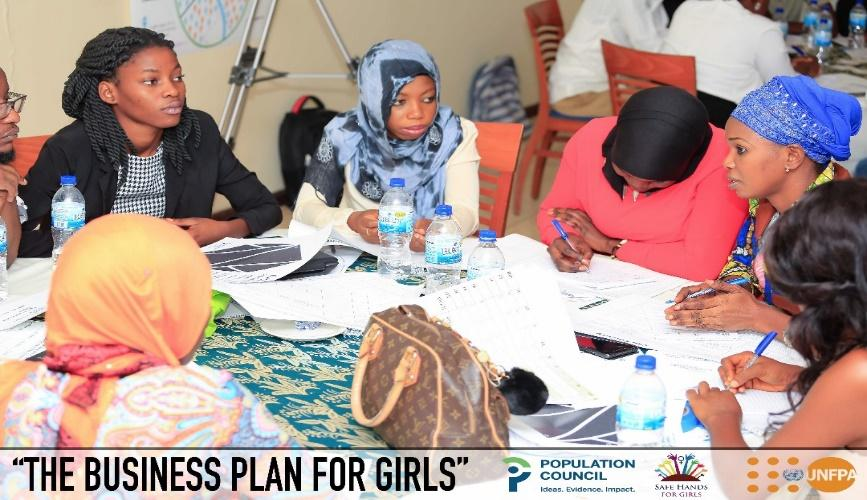 "THE BUSINESS PLAN FOR GIRLS"
POPULATION
COUNCIL
Ideas. Evidence. Impact.
SAFE HANDS
FOR GIRLS
UNFPA